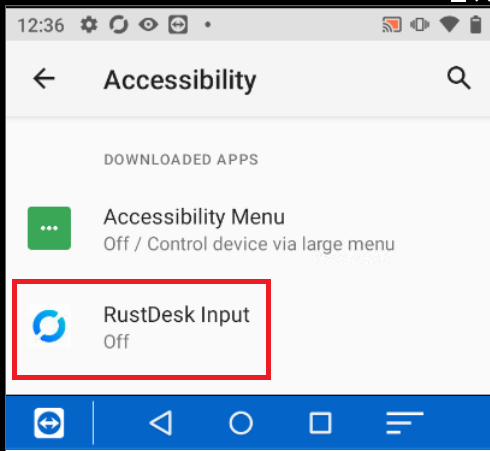 12:36
Accessibility
DOWNLOADED APPS
Accessibility Menu
Off / Control device via large menu
RustDesk Input
Off